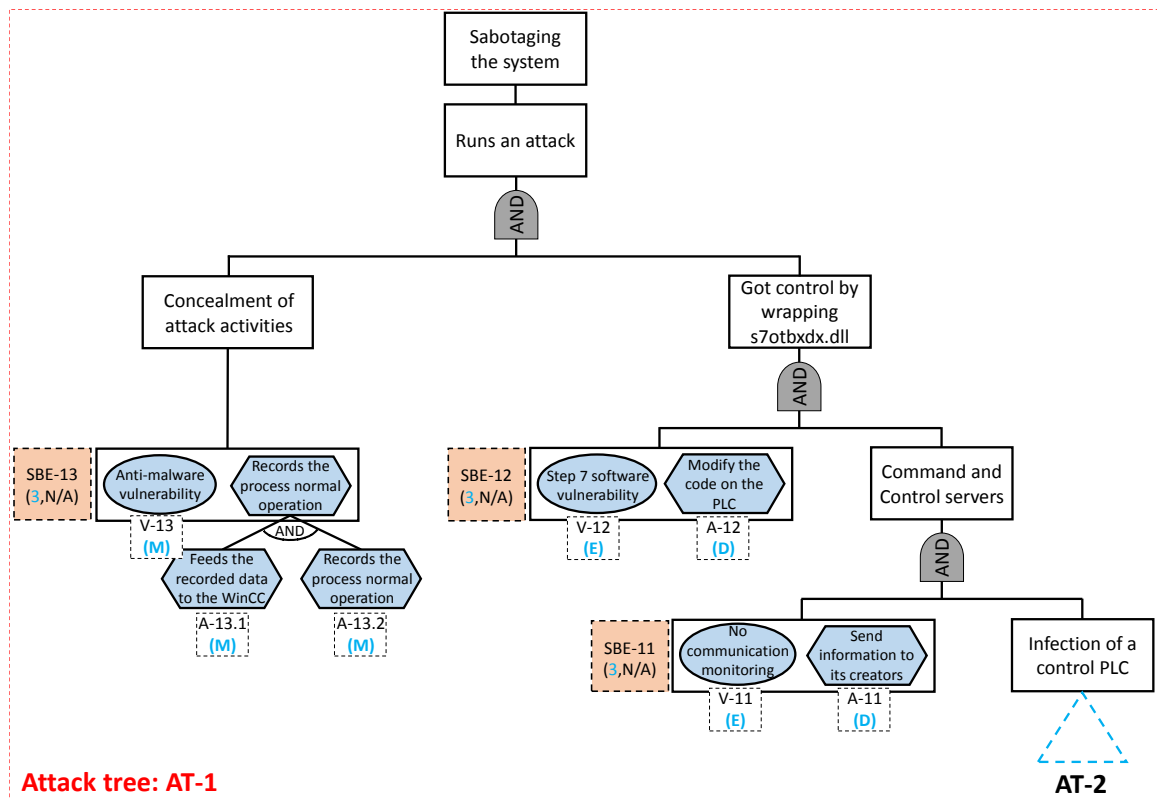 Sabotaging
the system
Runs an attack
AND
Concealment of
attack activities
Got control by
wrapping
s7otbxdx.dll
AND
SBE-13
(3,N/A)
Anti-malware
vulnerability
Records the
process normal
operation
V-13
(M)
AND
Feeds the
recorded data
to the WinCC
Records the
process normal
operation
A-13.1
(M)
A-13.2
(M)
SBE-12
(3,N/A)
Step 7 software
vulnerability
Modify the
code on the
PLC
V-12
(E)
A-12
(D)
Command and
Control servers
AND
SBE-11
(3,N/A)
No
communication
monitoring
Send
information to
its creators
V-11
(E)
A-11
(D)
Infection of a
control PLC
Attack tree: AT-1
AT-2